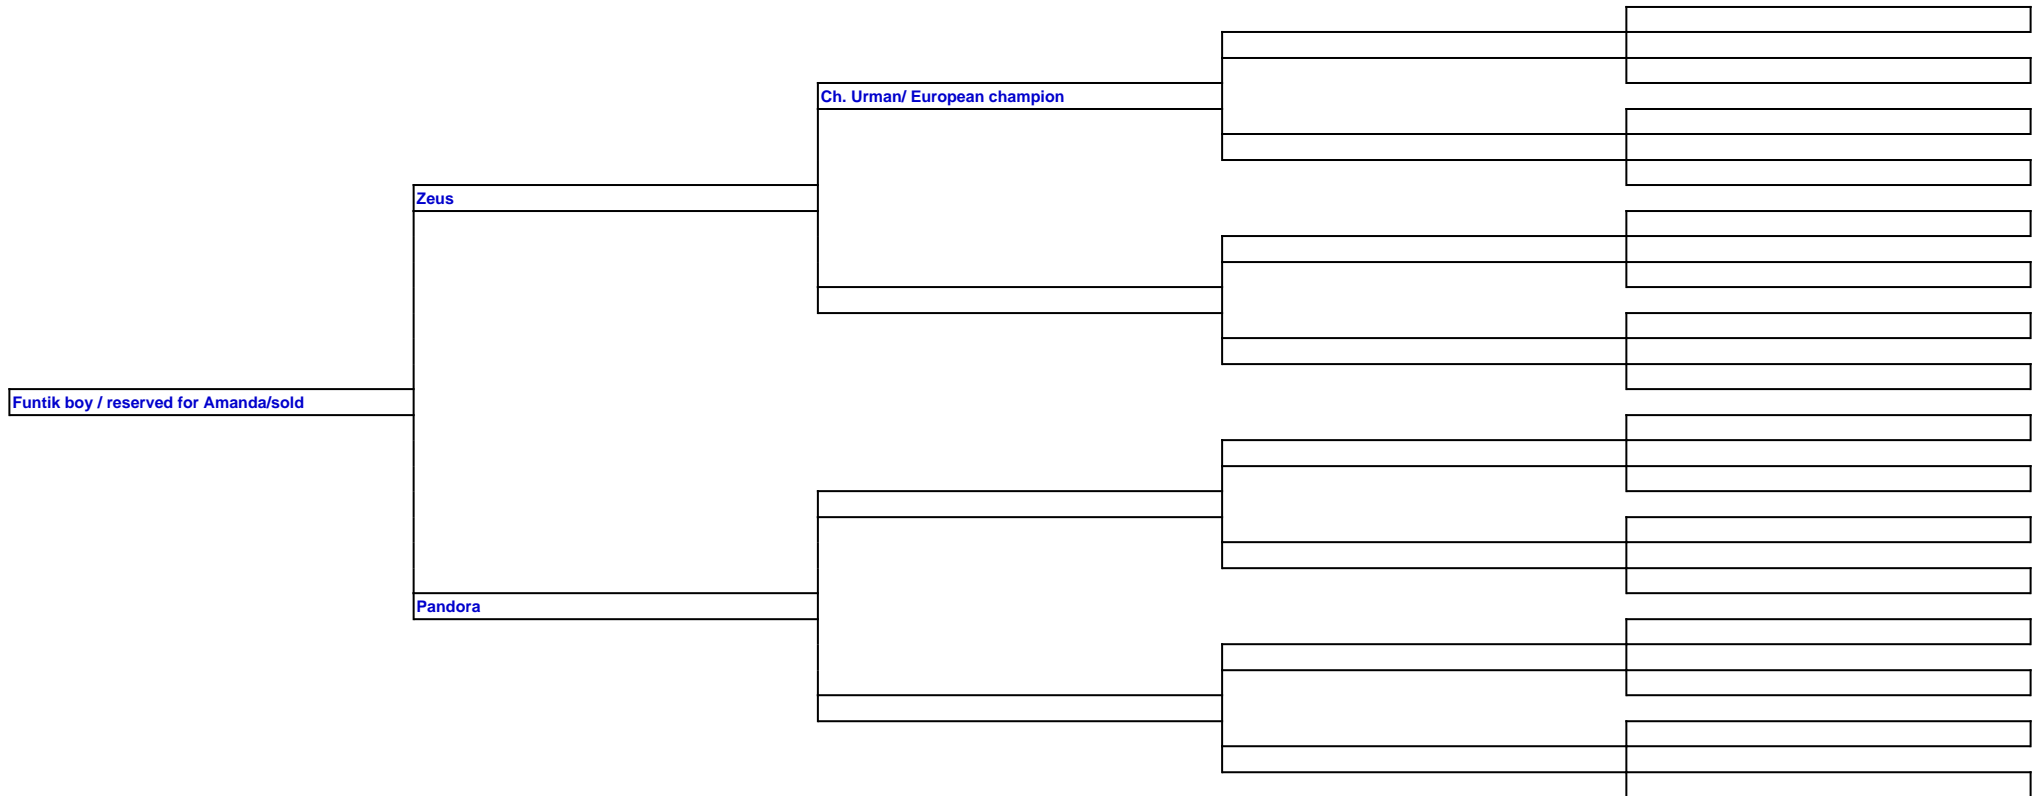 Ch. Urman/ European champion
Zeus
Funtik boy / reserved for Amanda/sold
Pandora